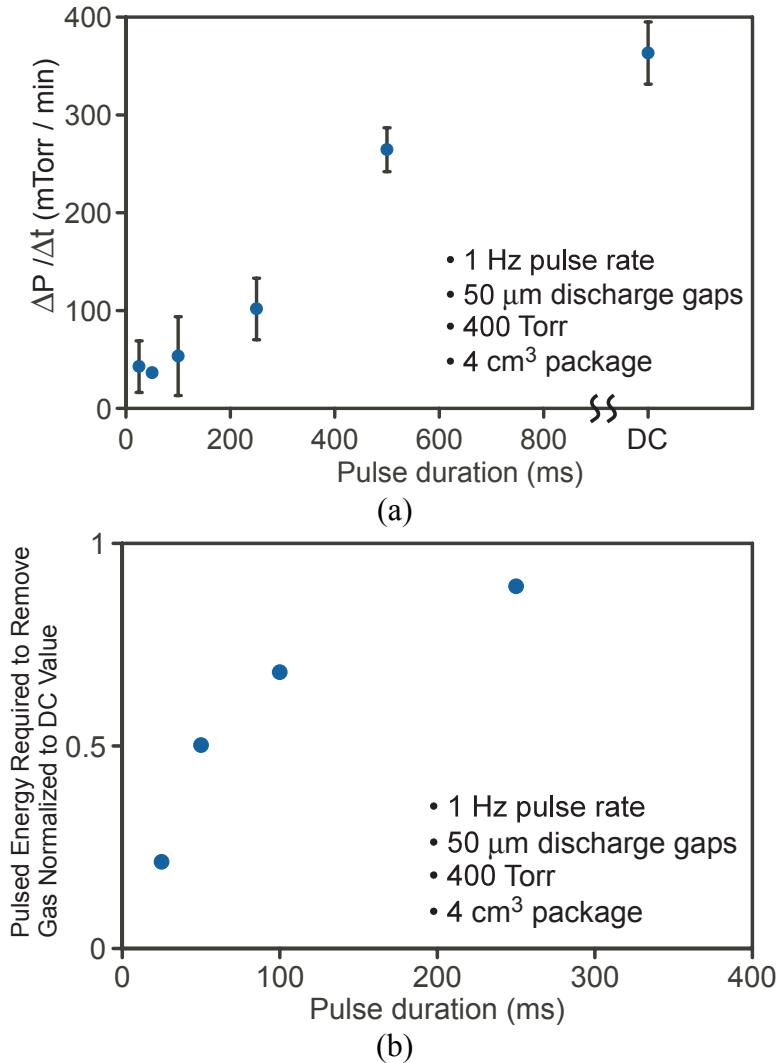 400
300
200
100
0
ΔP /Δt (mTorr / min)
• 1 Hz pulse rate
• 50 μm discharge gaps
• 400 Torr
• 4 cm³ package
0 200 400 600 800 DC
Pulse duration (ms)
(a)
1
0.5
0
Pulsed Energy Required to Remove
Gas Normalized to DC Value
• 1 Hz pulse rate
• 50 μm discharge gaps
• 400 Torr
• 4 cm³ package
0 100 200 300 400
Pulse duration (ms)
(b)